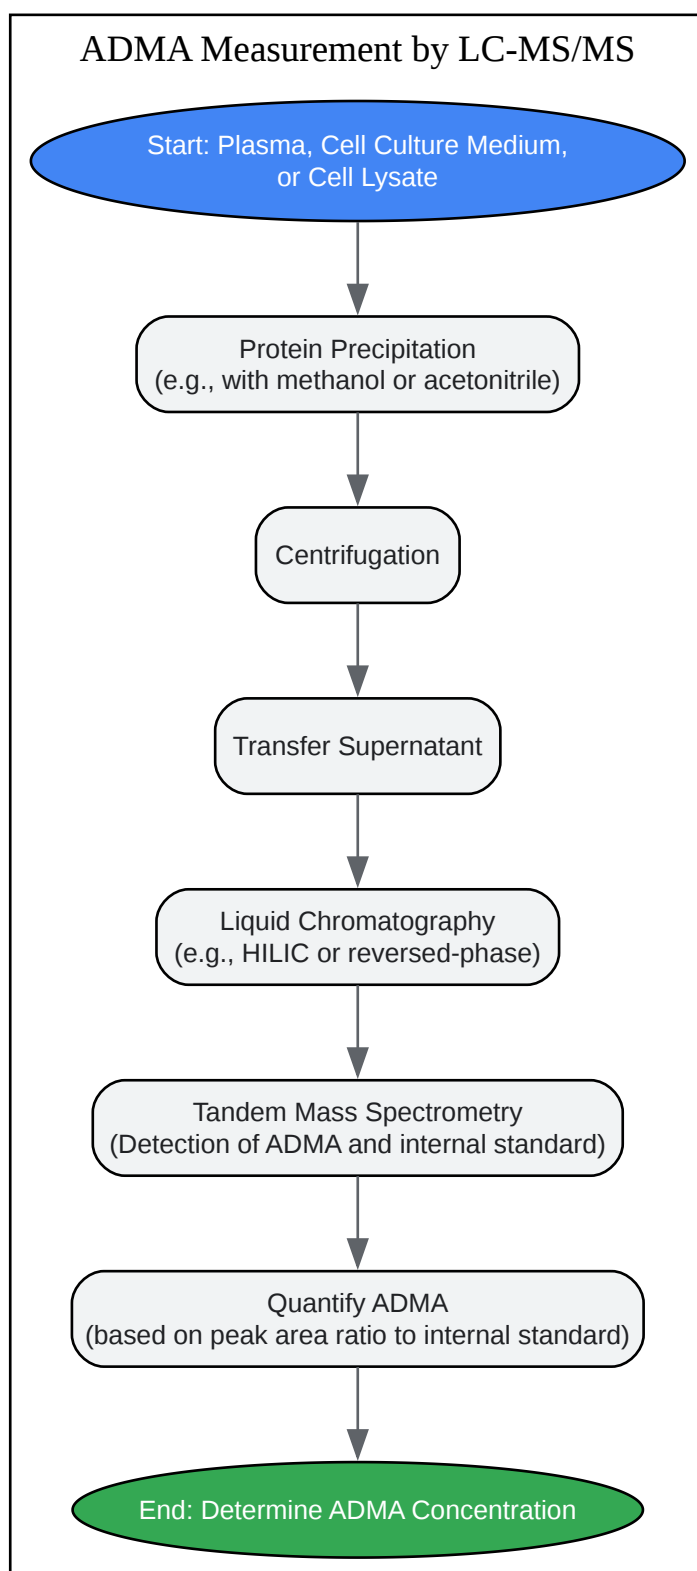 ADMA Measurement by LC-MS/MS
Start: Plasma, Cell Culture Medium,
or Cell Lysate
Protein Precipitation
(e.g., with methanol or acetonitrile)
Centrifugation
Transfer Supernatant
Liquid Chromatography
(e.g., HILIC or reversed-phase)
Tandem Mass Spectrometry
(Detection of ADMA and internal standard)
Quantify ADMA
(based on peak area ratio to internal standard)
End: Determine ADMA Concentration